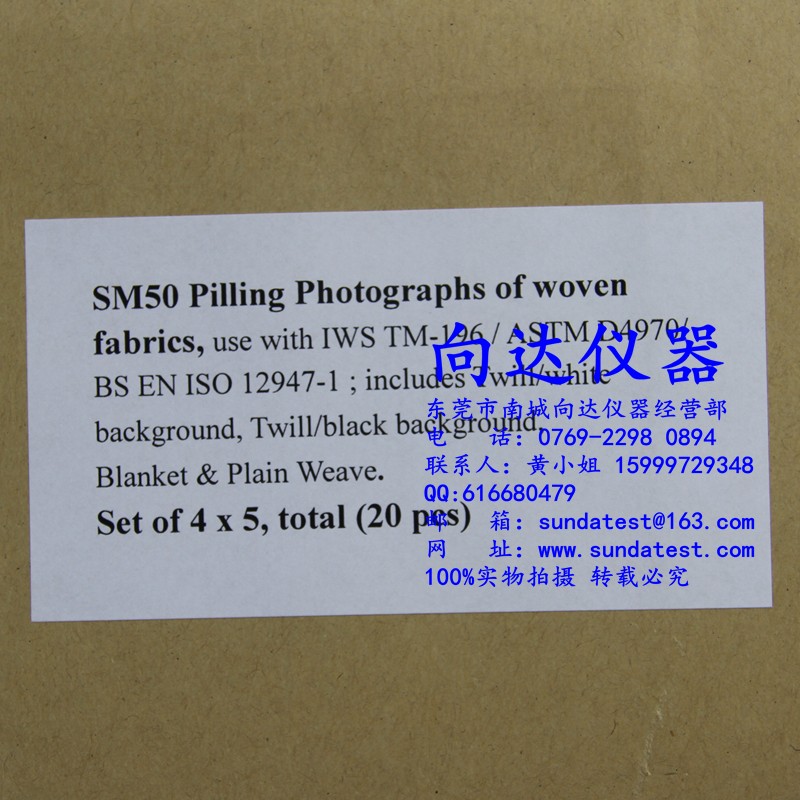 SM50 Pilling Photographs of woven
fabrics, use with IWS TM-196 / ASTM D4970/
BS EN ISO 12947-1 ; includes Twill/white
background, Twill/black background,
Blanket & Plain Weave.
Set of 4 x 5, total (20 pcs)
向达仪器
东莞市南城向达仪器经营部
电 话：0769-2298 0894
联系人：黄小姐 15999729348
QQ:616680479
邮 箱：sundatest@163.com
网 址：www.sundatest.com
100%实物拍摄 转载必究